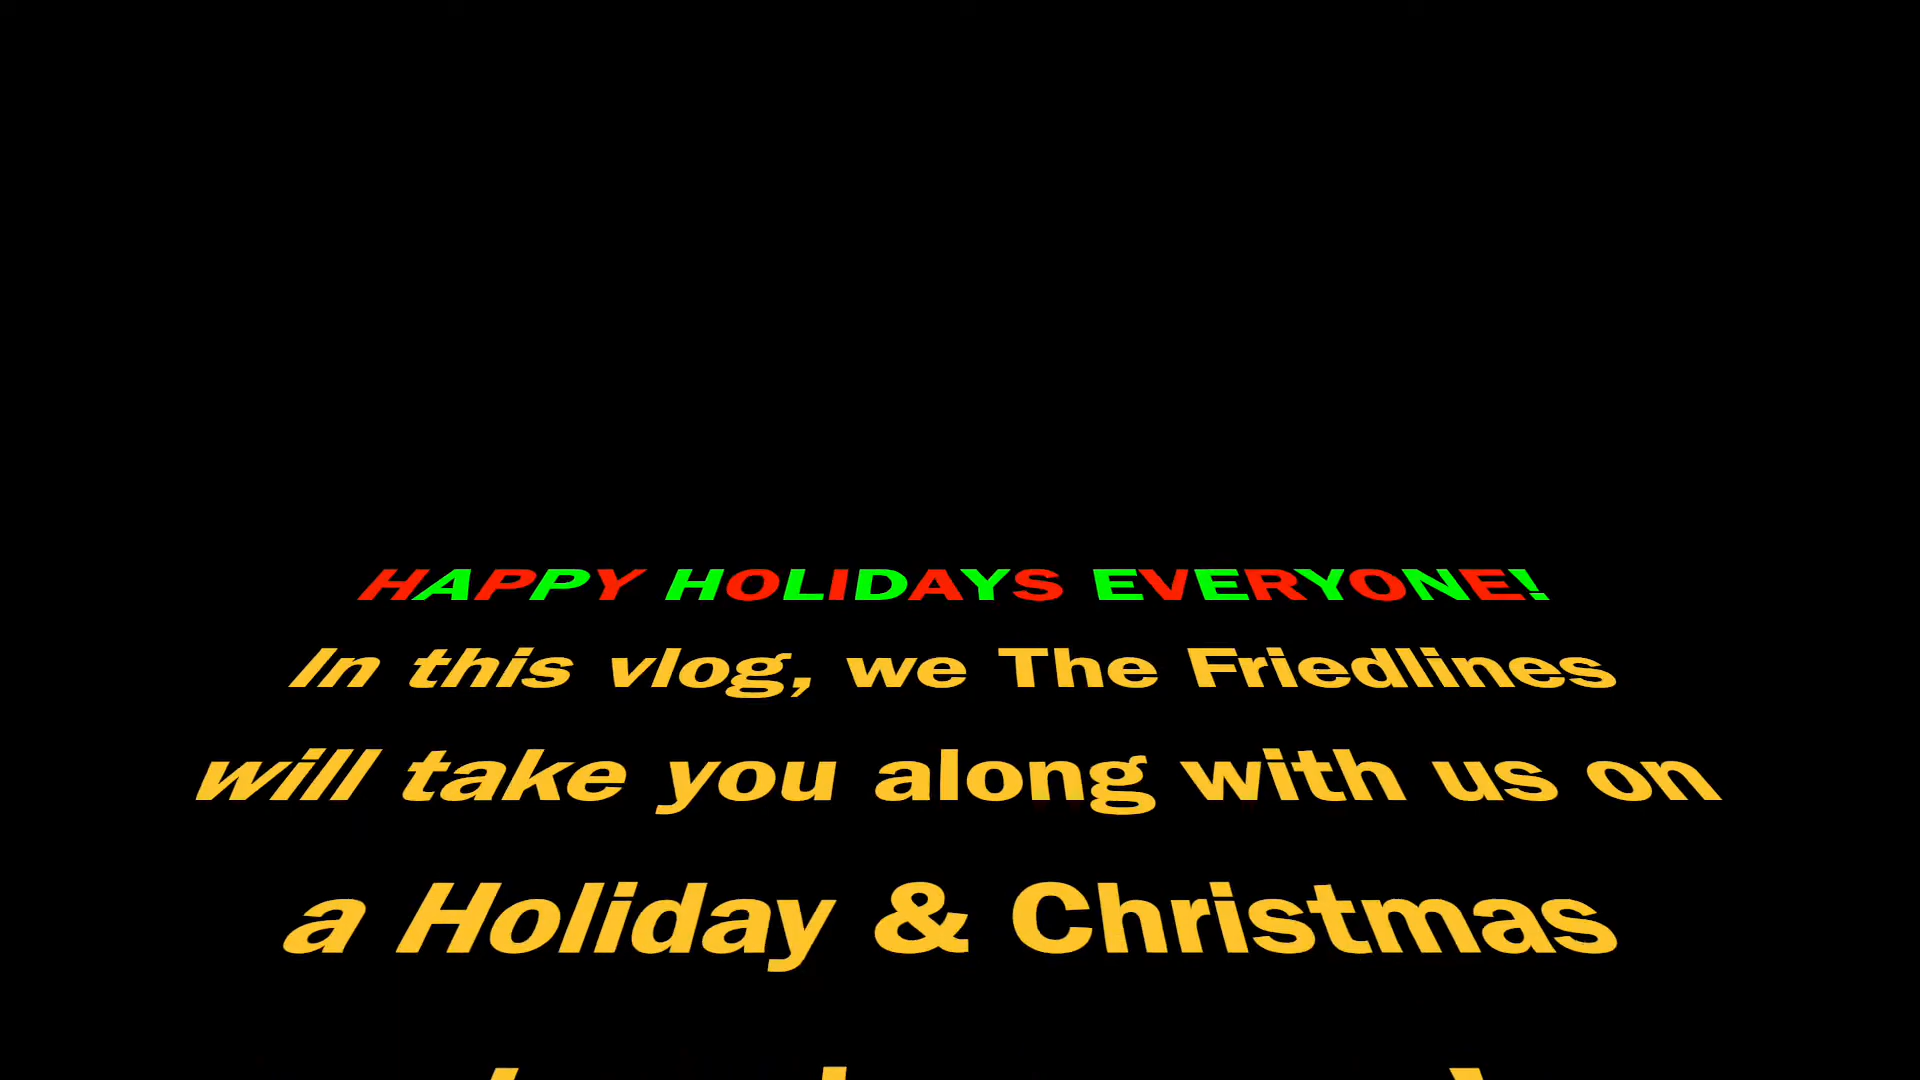 HAPPY HOLIDAYS EVERYONE!
In this vlog, we The Friedlines
will take you along with us on
a Holiday & Christmas